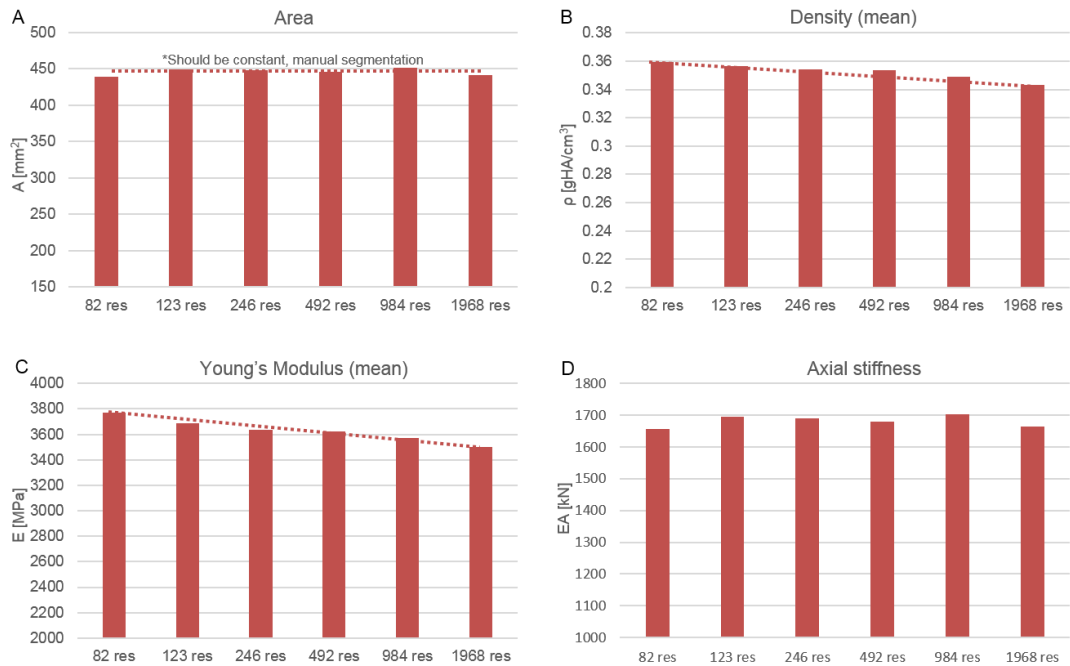 A
Area
500
450
400
450
300
250
200
450
150
A [mm²]
*Should be constant, manual segmentation
82 res 123 res 246 res 492 res 984 res 1968 res
B
Density (mean)
0.38
0.36
0.34
0.32
0.3
0.28
0.26
0.24
0.22
0.2
ρ [gHA/cm³]
82 res 123 res 246 res 492 res 984 res 1968 res
C
Young's Modulus (mean)
4000
3800
3600
3400
3200
3000
2800
2600
2400
2200
2000
E [MPa]
82 res 123 res 246 res 492 res 984 res 1968 res
D
Axial stiffness
1800
1700
1600
1500
1400
1300
1200
1100
1000
EA [kN]
82 res 123 res 246 res 492 res 984 res 1968 res